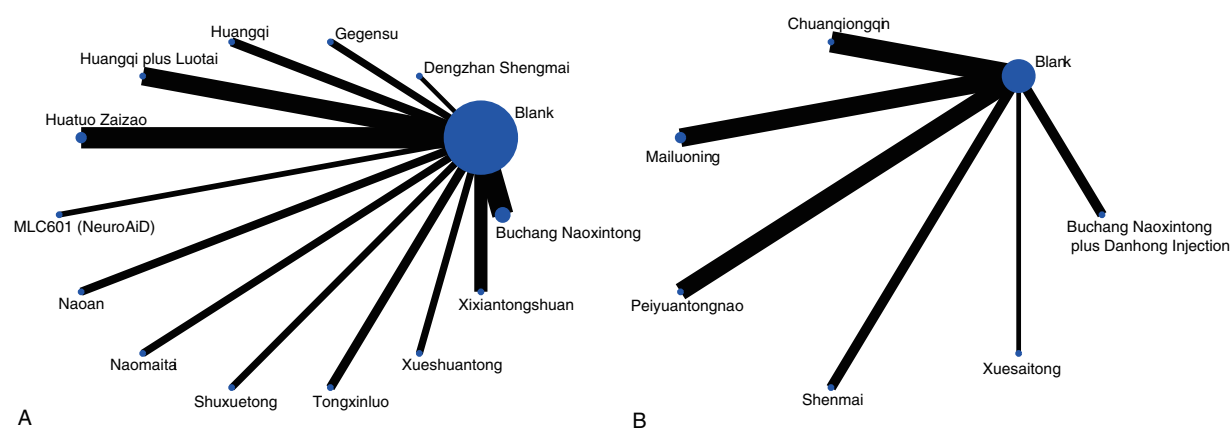 Huangqi
Gegensu
Huangqi plus Luotai
Dengzhan Shengmai
Blank
Huatuo Zaizao
MLC601 (NeuroAiD)
Buchang Naoxintong
Naoan
Xixiantongshuan
Naomaitai
Xueshuantong
Shuxuetong
Tongxinluo
A
Chuanqiongqin
Blank
Mailuoning
Buchang Naoxintong
plus Danhong Injection
Peiyuantongnao
Xuesaitong
Shenmai
B